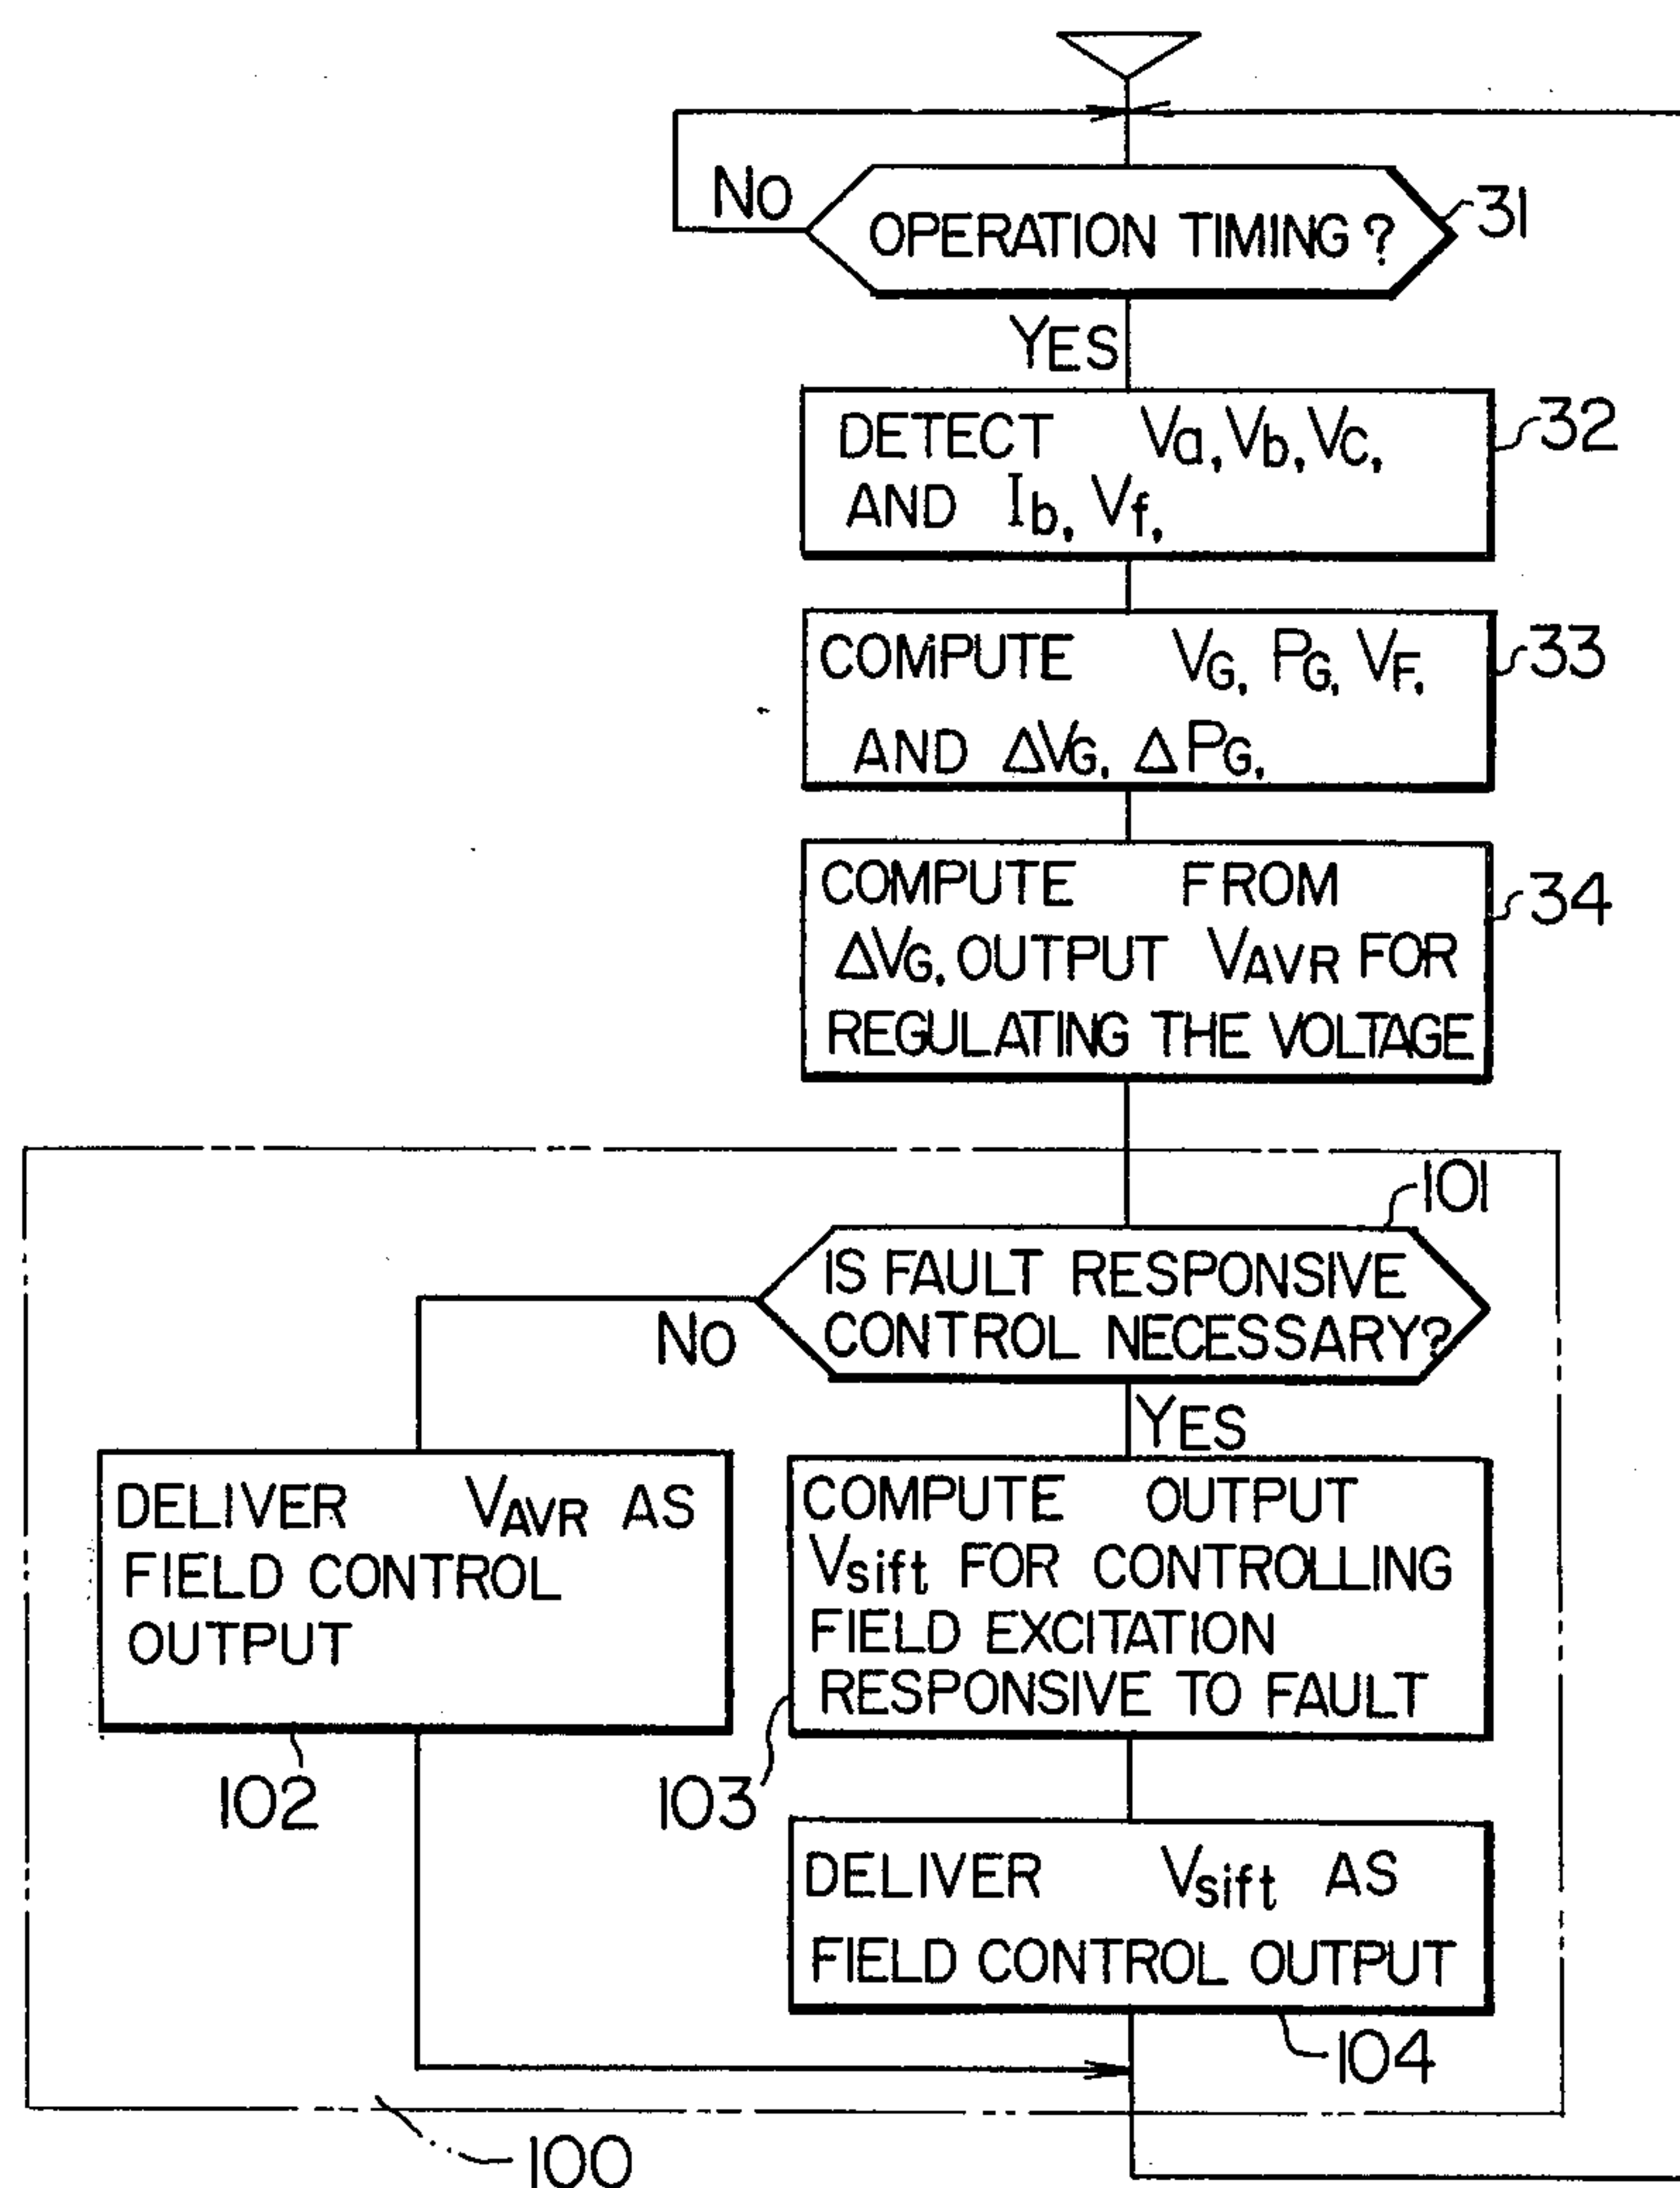 NO
OPERATION TIMING?
31
YES
DETECT Va, Vb, Vc,
AND Ib, Vf,
32
COMPUTE VG, PG, VF,
AND ΔVG, ΔPG,
33
COMPUTE FROM
ΔVG, OUTPUT VAVR FOR
REGULATING THE VOLTAGE
34
101
IS FAULT RESPONSIVE
CONTROL NECESSARY?
NO
YES
DELIVER VAVR AS
FIELD CONTROL
OUTPUT
102
COMPUTE OUTPUT
Vsift FOR CONTROLLING
FIELD EXCITATION
RESPONSIVE TO FAULT
103
DELIVER Vsift AS
FIELD CONTROL OUTPUT
104
100